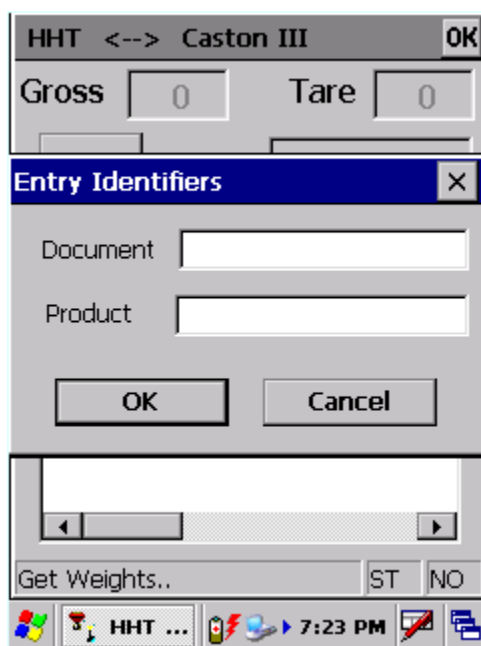 HHT <--> Caston III OK
Gross 0 Tare 0
Entry Identifiers
Document
Product
OK Cancel
Get Weights.. ST NO
HHT ... 7:23 PM